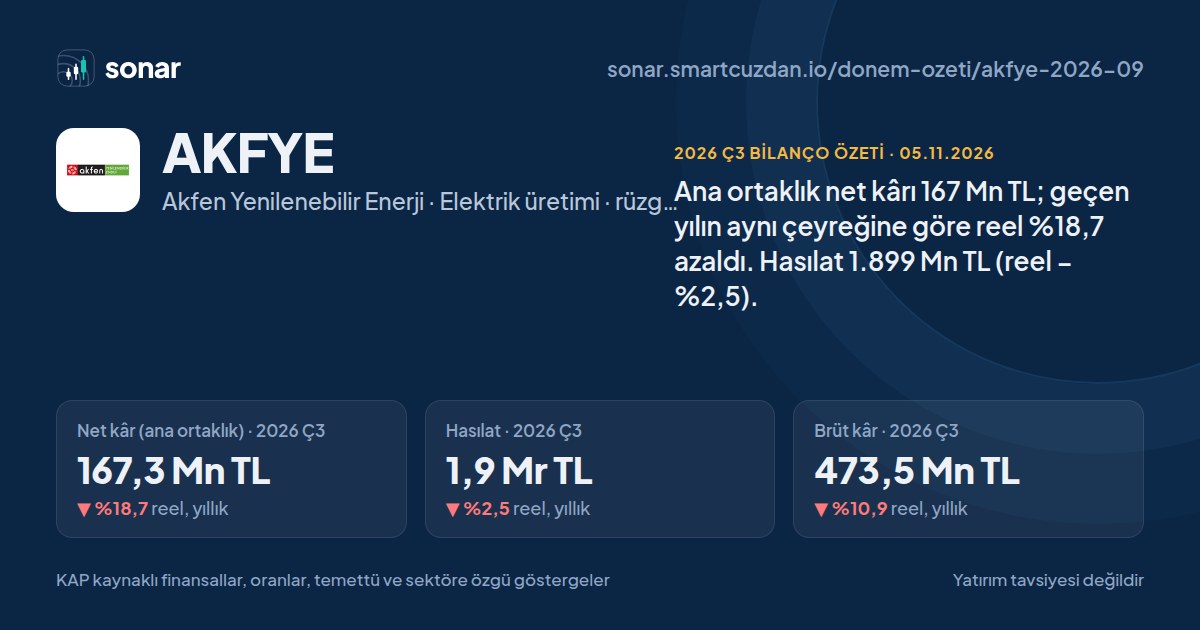 sonar
sonar.smartcuzdan.io/donem-ozeti/akfye-2026-09
akfen
AKFYE
Akfen Yenilenebilir Enerji · Elektrik üretimi · rüzg…
2026 Ç3 BİLANÇO ÖZETİ · 05.11.2026
Ana ortaklık net kârı 167 Mn TL; geçen
yılın aynı çeyreğine göre reel %18,7
azaldı. Hasılat 1.899 Mn TL (reel –
%2,5).
Net kâr (ana ortaklık) · 2026 Ç3
167,3 Mn TL
▼ %18,7 reel, yıllık
Hasılat · 2026 Ç3
1,9 Mr TL
▼ %2,5 reel, yıllık
Brüt kâr · 2026 Ç3
473,5 Mn TL
▼ %10,9 reel, yıllık
KAP kaynaklı finansallar, oranlar, temettü ve sektöre özgü göstergeler
Yatırım tavsiyesi değildir